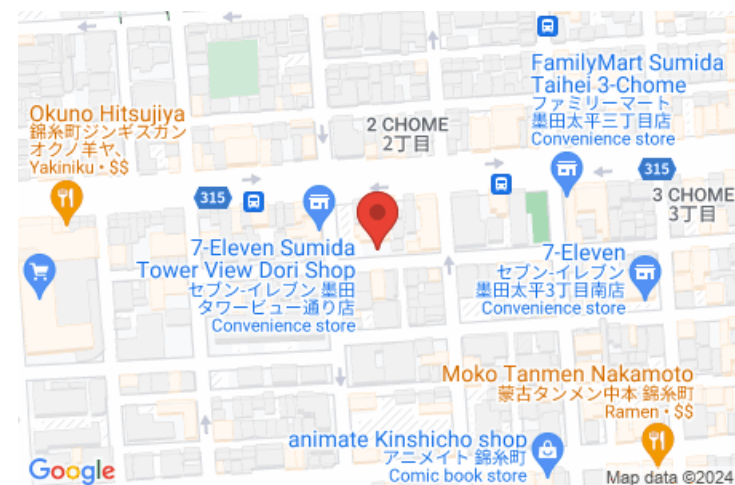 FamilyMart Sumida
Taihei 3-Chome
ファミリーマート
墨田太平三丁目店
Convenience store
Okuno Hitsujiya
錦糸町ジンギスカン
オクノ羊ヤ、
Yakiniku • $$
2 CHOME
2丁目
315
315
3 CHOME
3丁目
7-Eleven Sumida
Tower View Dori Shop
セブン-イレブン 墨田
タワービュー通り店
Convenience store
7-Eleven
セブン-イレブン
墨田太平3丁目南店
Convenience store
Moko Tanmen Nakamoto
蒙古タンメン中本 錦糸町
Ramen • $$
animate Kinshicho shop
アニメイト 錦糸町
Comic book store
Google
Map data ©2024